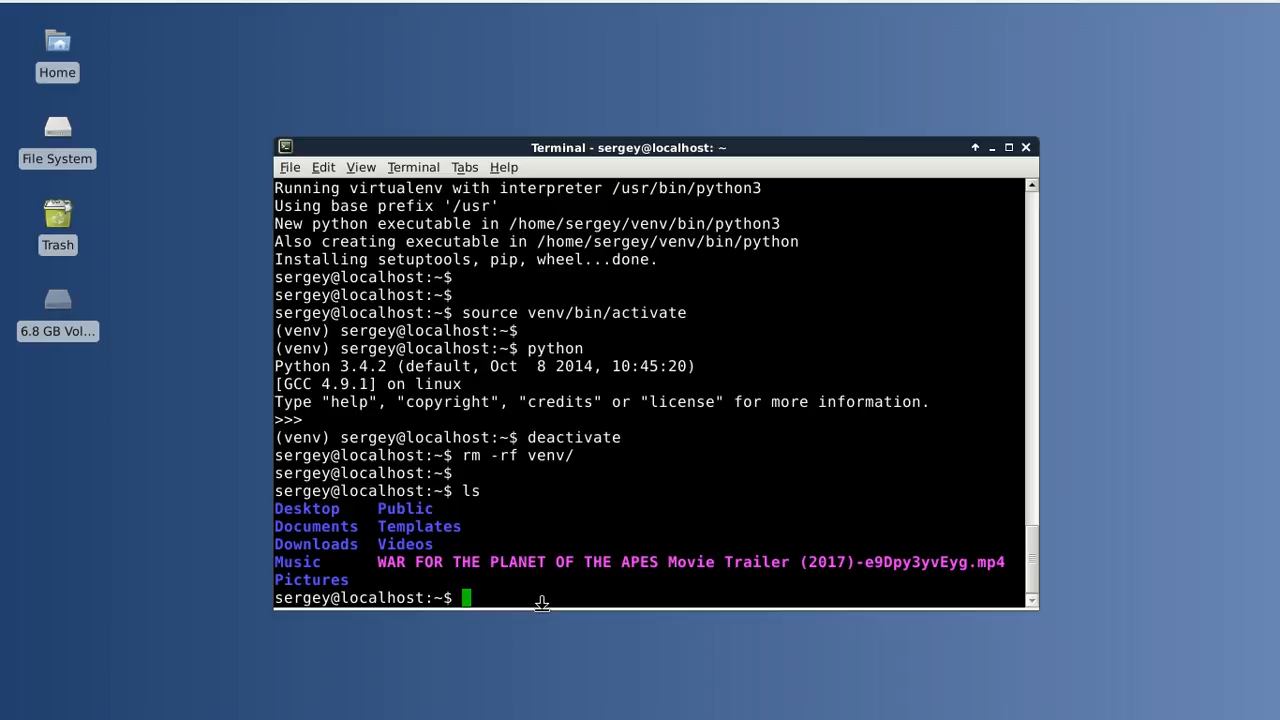 Home
File System
Trash
6.8 GB Vol...
Terminal - sergey@localhost: ~
File Edit View Terminal Tabs Help
Running virtualenv with interpreter /usr/bin/python3
Using base prefix '/usr'
New python executable in /home/sergey/venv/bin/python3
Also creating executable in /home/sergey/venv/bin/python
Installing setuptools, pip, wheel...done.
sergey@localhost:~$
sergey@localhost:~$
sergey@localhost:~$ source venv/bin/activate
(venv) sergey@localhost:~$
(venv) sergey@localhost:~$ python
Python 3.4.2 (default, Oct  8 2014, 10:45:20)
[GCC 4.9.1] on linux
Type "help", "copyright", "credits" or "license" for more information.
>>>
(venv) sergey@localhost:~$ deactivate
sergey@localhost:~$ rm -rf venv/
sergey@localhost:~$
sergey@localhost:~$ ls
Desktop    Public
Documents  Templates
Downloads  Videos
Music      WAR FOR THE PLANET OF THE APES Movie Trailer (2017)-e9Dpy3yvEyg.mp4
Pictures
sergey@localhost:~$